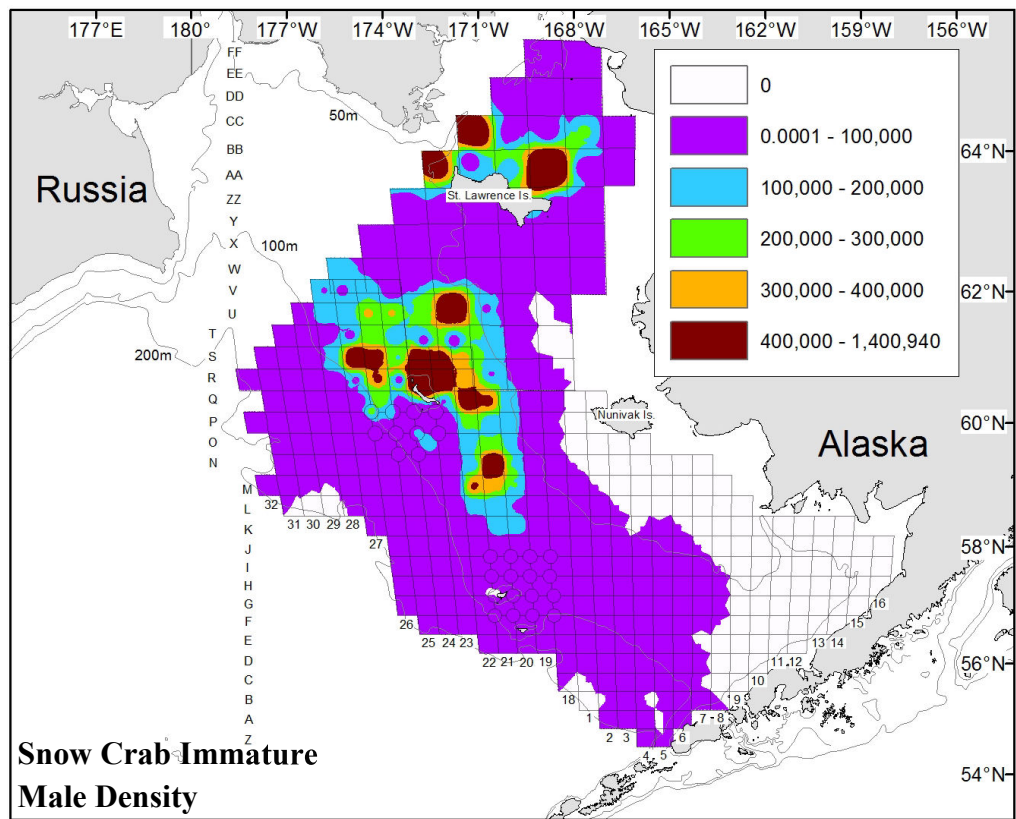 177°E 180° 177°W 174°W 171°W 168°W 165°W 162°W 159°W 156°W
FF
EE
DD
CC
BB
AA
ZZ
Y
X
W
V
U
T
S
R
Q
P
O
N
M
L
K
J
I
H
G
F
E
D
C
B
A
Z
50m
100m
200m
Russia
St. Lawrence Is.
Nunivak Is.
Alaska
0
0.0001 - 100,000
100,000 - 200,000
200,000 - 300,000
300,000 - 400,000
400,000 - 1,400,940
64°N
62°N
60°N
58°N
56°N
54°N
32
31 30 29 28
27
26
25 24 23
22 21 20 19
18
1
2 3
4 5
6
7 - 8
9
10
11-12
13 14
15
16
Snow Crab Immature
Male Density